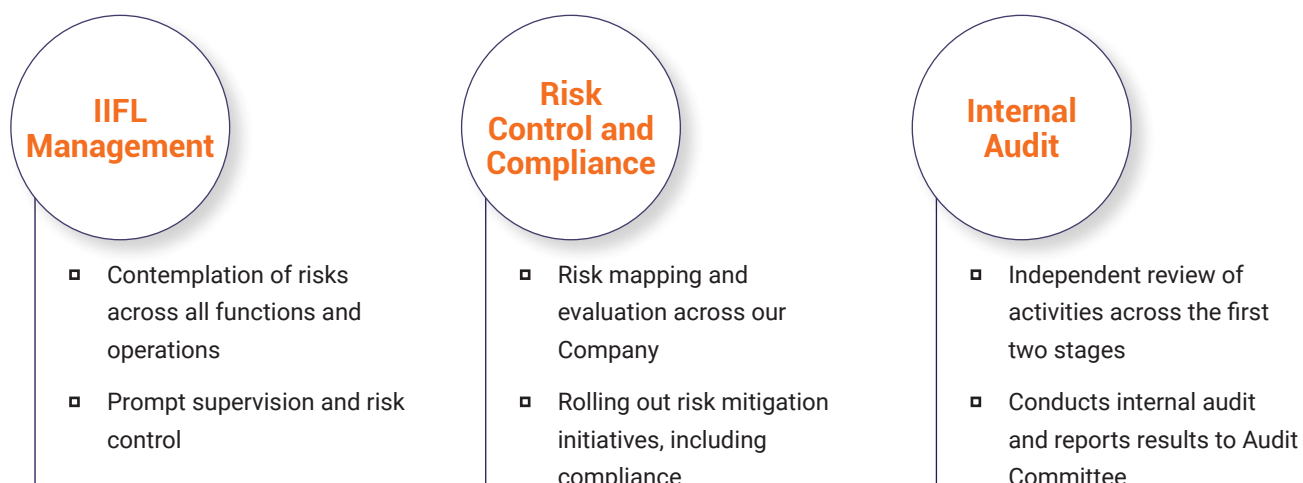 IIFL
Management
Contemplation of risks
across all functions and
operations
Prompt supervision and risk
control
Risk
Control and
Compliance
Risk mapping and
evaluation across our
Company
Rolling out risk mitigation
initiatives, including
compliance
Internal
Audit
Independent review of
activities across the first
two stages
Conducts internal audit
and reports results to Audit
Committee